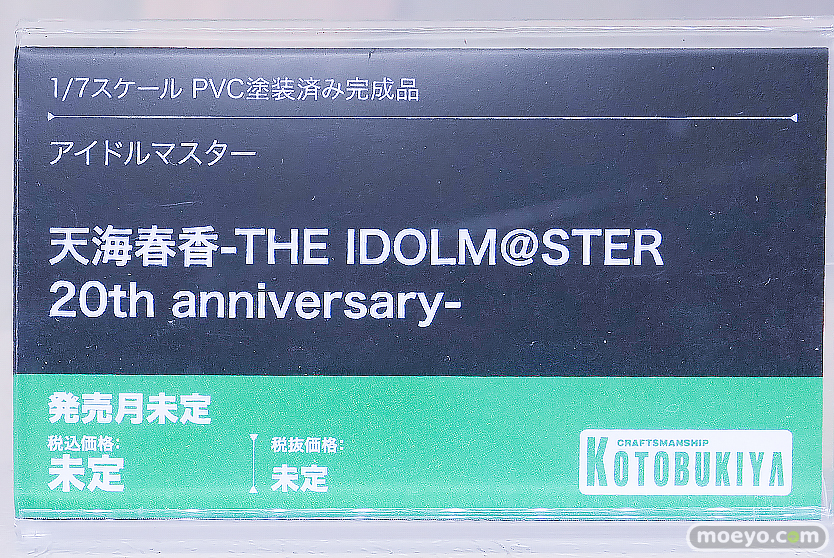 1/7スケール PVC塗装済み完成品
アイドルマスター
天海春香-THE IDOLM@STER
20th anniversary-
発売月未定
税込価格:
未定
税抜価格:
未定
CRAFTSMANSHIP
KOTOBUKIYA
moeyo.com